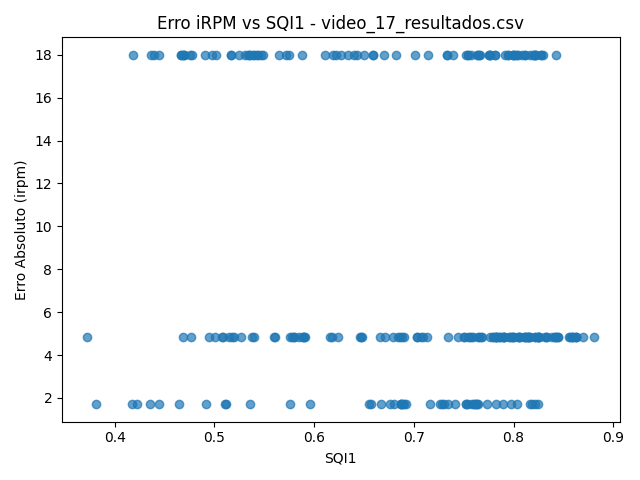 Erro iRPM vs SQI1 - video_17_resultados.csv
Erro Absoluto (irpm)
18
16
14
12
10
8
6
4
2
0.4 0.5 0.6 0.7 0.8 0.9
SQI1